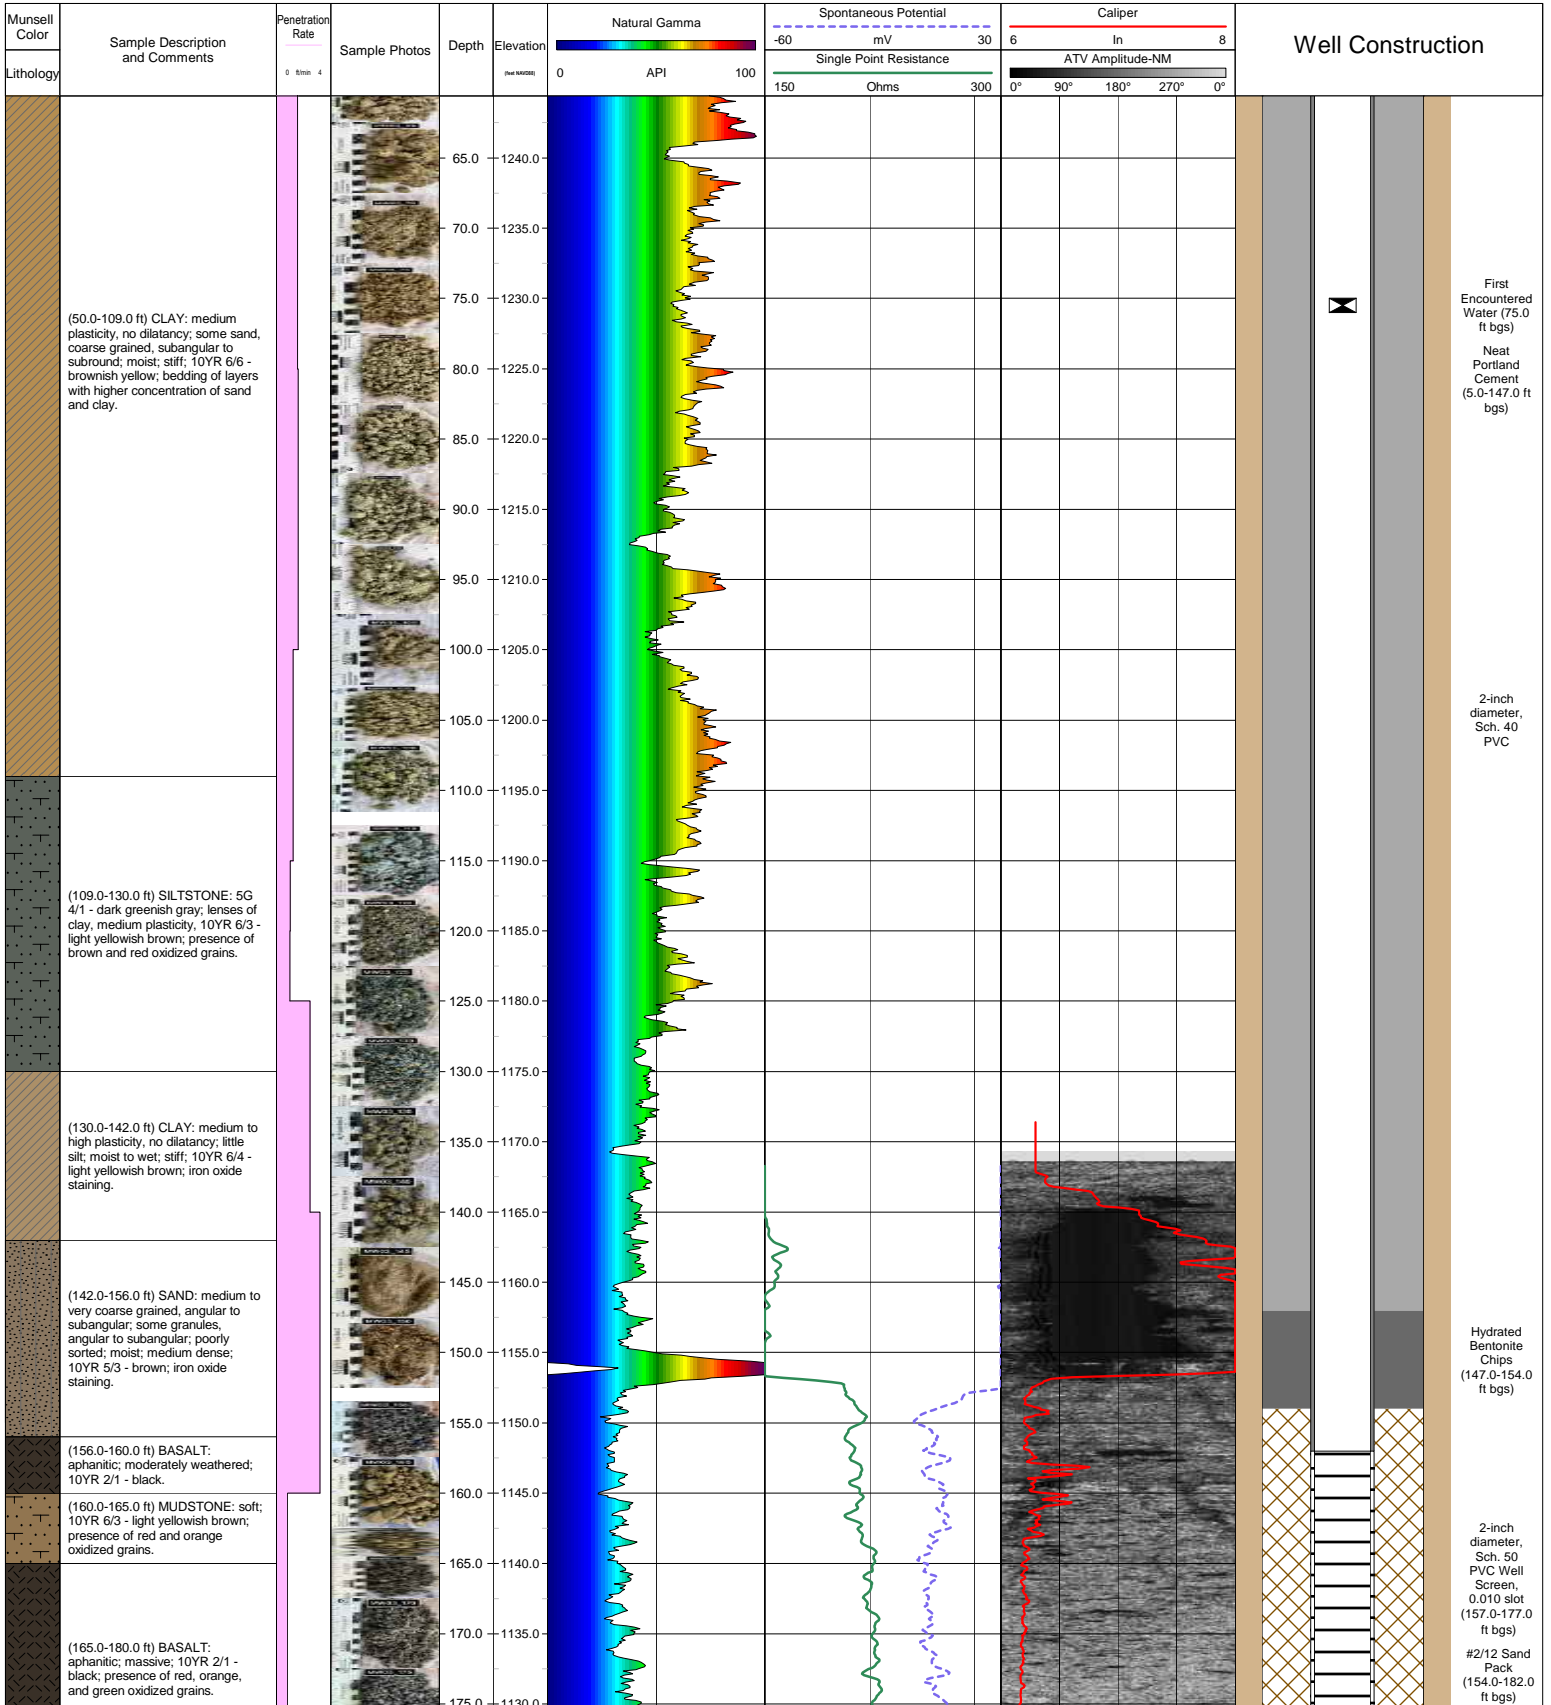 Munsell
Color
Lithology
Sample Description
and Comments
Penetration
Rate
0 ft/min 4
Sample Photos
Depth
Elevation
(feet NAVD88)
Natural Gamma
0 API 100
Spontaneous Potential
-60 mV 30
Single Point Resistance
150 Ohms 300
Caliper
6 In 8
ATV Amplitude-NM
0° 90° 180° 270° 0°
Well Construction
(50.0-109.0 ft) CLAY: medium
plasticity, no dilatancy; some sand,
coarse grained, subangular to
subround; moist; stiff; 10YR 6/6 -
brownish yellow; bedding of layers
with higher concentration of sand
and clay.
(109.0-130.0 ft) SILTSTONE: 5G
4/1 - dark greenish gray; lenses of
clay, medium plasticity, 10YR 6/3 -
light yellowish brown; presence of
brown and red oxidized grains.
(130.0-142.0 ft) CLAY: medium to
high plasticity, no dilatancy; little
silt; moist to wet; stiff; 10YR 6/4 -
light yellowish brown; iron oxide
staining.
(142.0-156.0 ft) SAND: medium to
very coarse grained, angular to
subangular; some granules,
angular to subangular; poorly
sorted; moist; medium dense;
10YR 5/3 - brown; iron oxide
staining.
(156.0-160.0 ft) BASALT:
aphanitic; moderately weathered;
10YR 2/1 - black.
(160.0-165.0 ft) MUDSTONE: soft;
10YR 6/3 - light yellowish brown;
presence of red and orange
oxidized grains.
(165.0-180.0 ft) BASALT:
aphanitic; massive; 10YR 2/1 -
black; presence of red, orange,
and green oxidized grains.
65.0 1240.0
70.0 1235.0
75.0 1230.0
80.0 1225.0
85.0 1220.0
90.0 1215.0
95.0 1210.0
100.0 1205.0
105.0 1200.0
110.0 1195.0
115.0 1190.0
120.0 1185.0
125.0 1180.0
130.0 1175.0
135.0 1170.0
140.0 1165.0
145.0 1160.0
150.0 1155.0
155.0 1150.0
160.0 1145.0
165.0 1140.0
170.0 1135.0
175.0 1130.0
First
Encountered
Water (75.0
ft bgs)
Neat
Portland
Cement
(5.0-147.0 ft
bgs)
2-inch
diameter,
Sch. 40
PVC
Hydrated
Bentonite
Chips
(147.0-154.0
ft bgs)
2-inch
diameter,
Sch. 50
PVC Well
Screen,
0.010 slot
(157.0-177.0
ft bgs)
#2/12 Sand
Pack
(154.0-182.0
ft bgs)